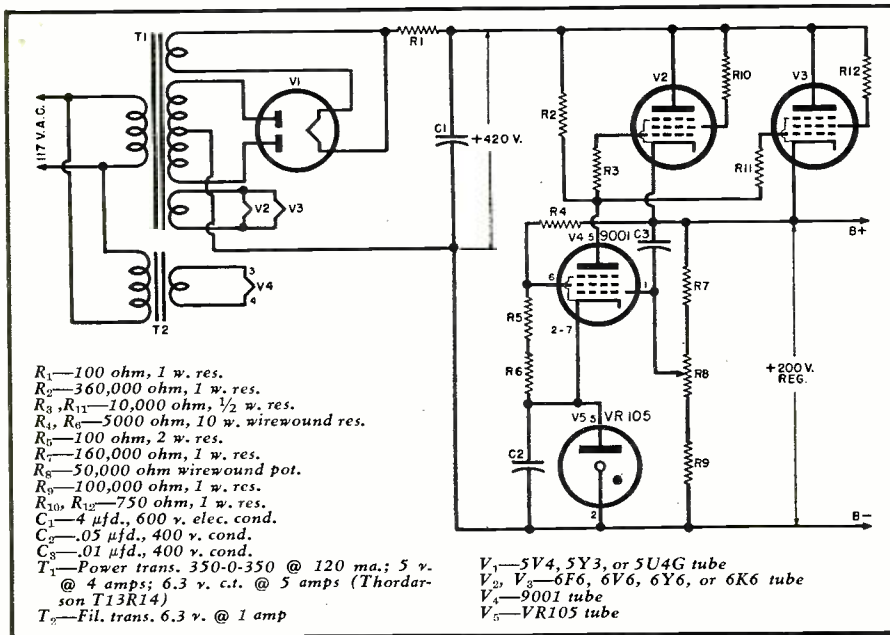 T1
R1
V1
117 V.A.C.
C1
+420 V.
V2 V3
3
V4
4
T2
R2
V2
R10
V3
R12
R3
R11
R4
V4 5 9001 C3
B+
6
1
2-7
R5
R6
R7
R8
R9
+200 V.
REG.
C2
V5 5 VR 105
2
B−
R₁—100 ohm, 1 w. res.
R₂—360,000 ohm, 1 w. res.
R₃,R₁₁—10,000 ohm, ½ w. res.
R₄, R₆—5000 ohm, 10 w. wirewound res.
R₅—100 ohm, 2 w. res.
R₇—160,000 ohm, 1 w. res.
R₈—50,000 ohm wirewound pot.
R₉—100,000 ohm, 1 w. res.
R₁₀, R₁₂—750 ohm, 1 w. res.
C₁—4 μfd., 600 v. elec. cond.
C₂—.05 μfd., 400 v. cond.
C₃—.01 μfd., 400 v. cond.
T₁—Power trans. 350-0-350 @ 120 ma.; 5 v.
@ 4 amps; 6.3 v. c.t. @ 5 amps (Thordar-
son T13R14)
T₂—Fil. trans. 6.3 v. @ 1 amp
V₁—5V4, 5Y3, or 5U4G tube
V₂, V₃—6F6, 6V6, 6Y6, or 6K6 tube
V₄—9001 tube
V₅—VR105 tube